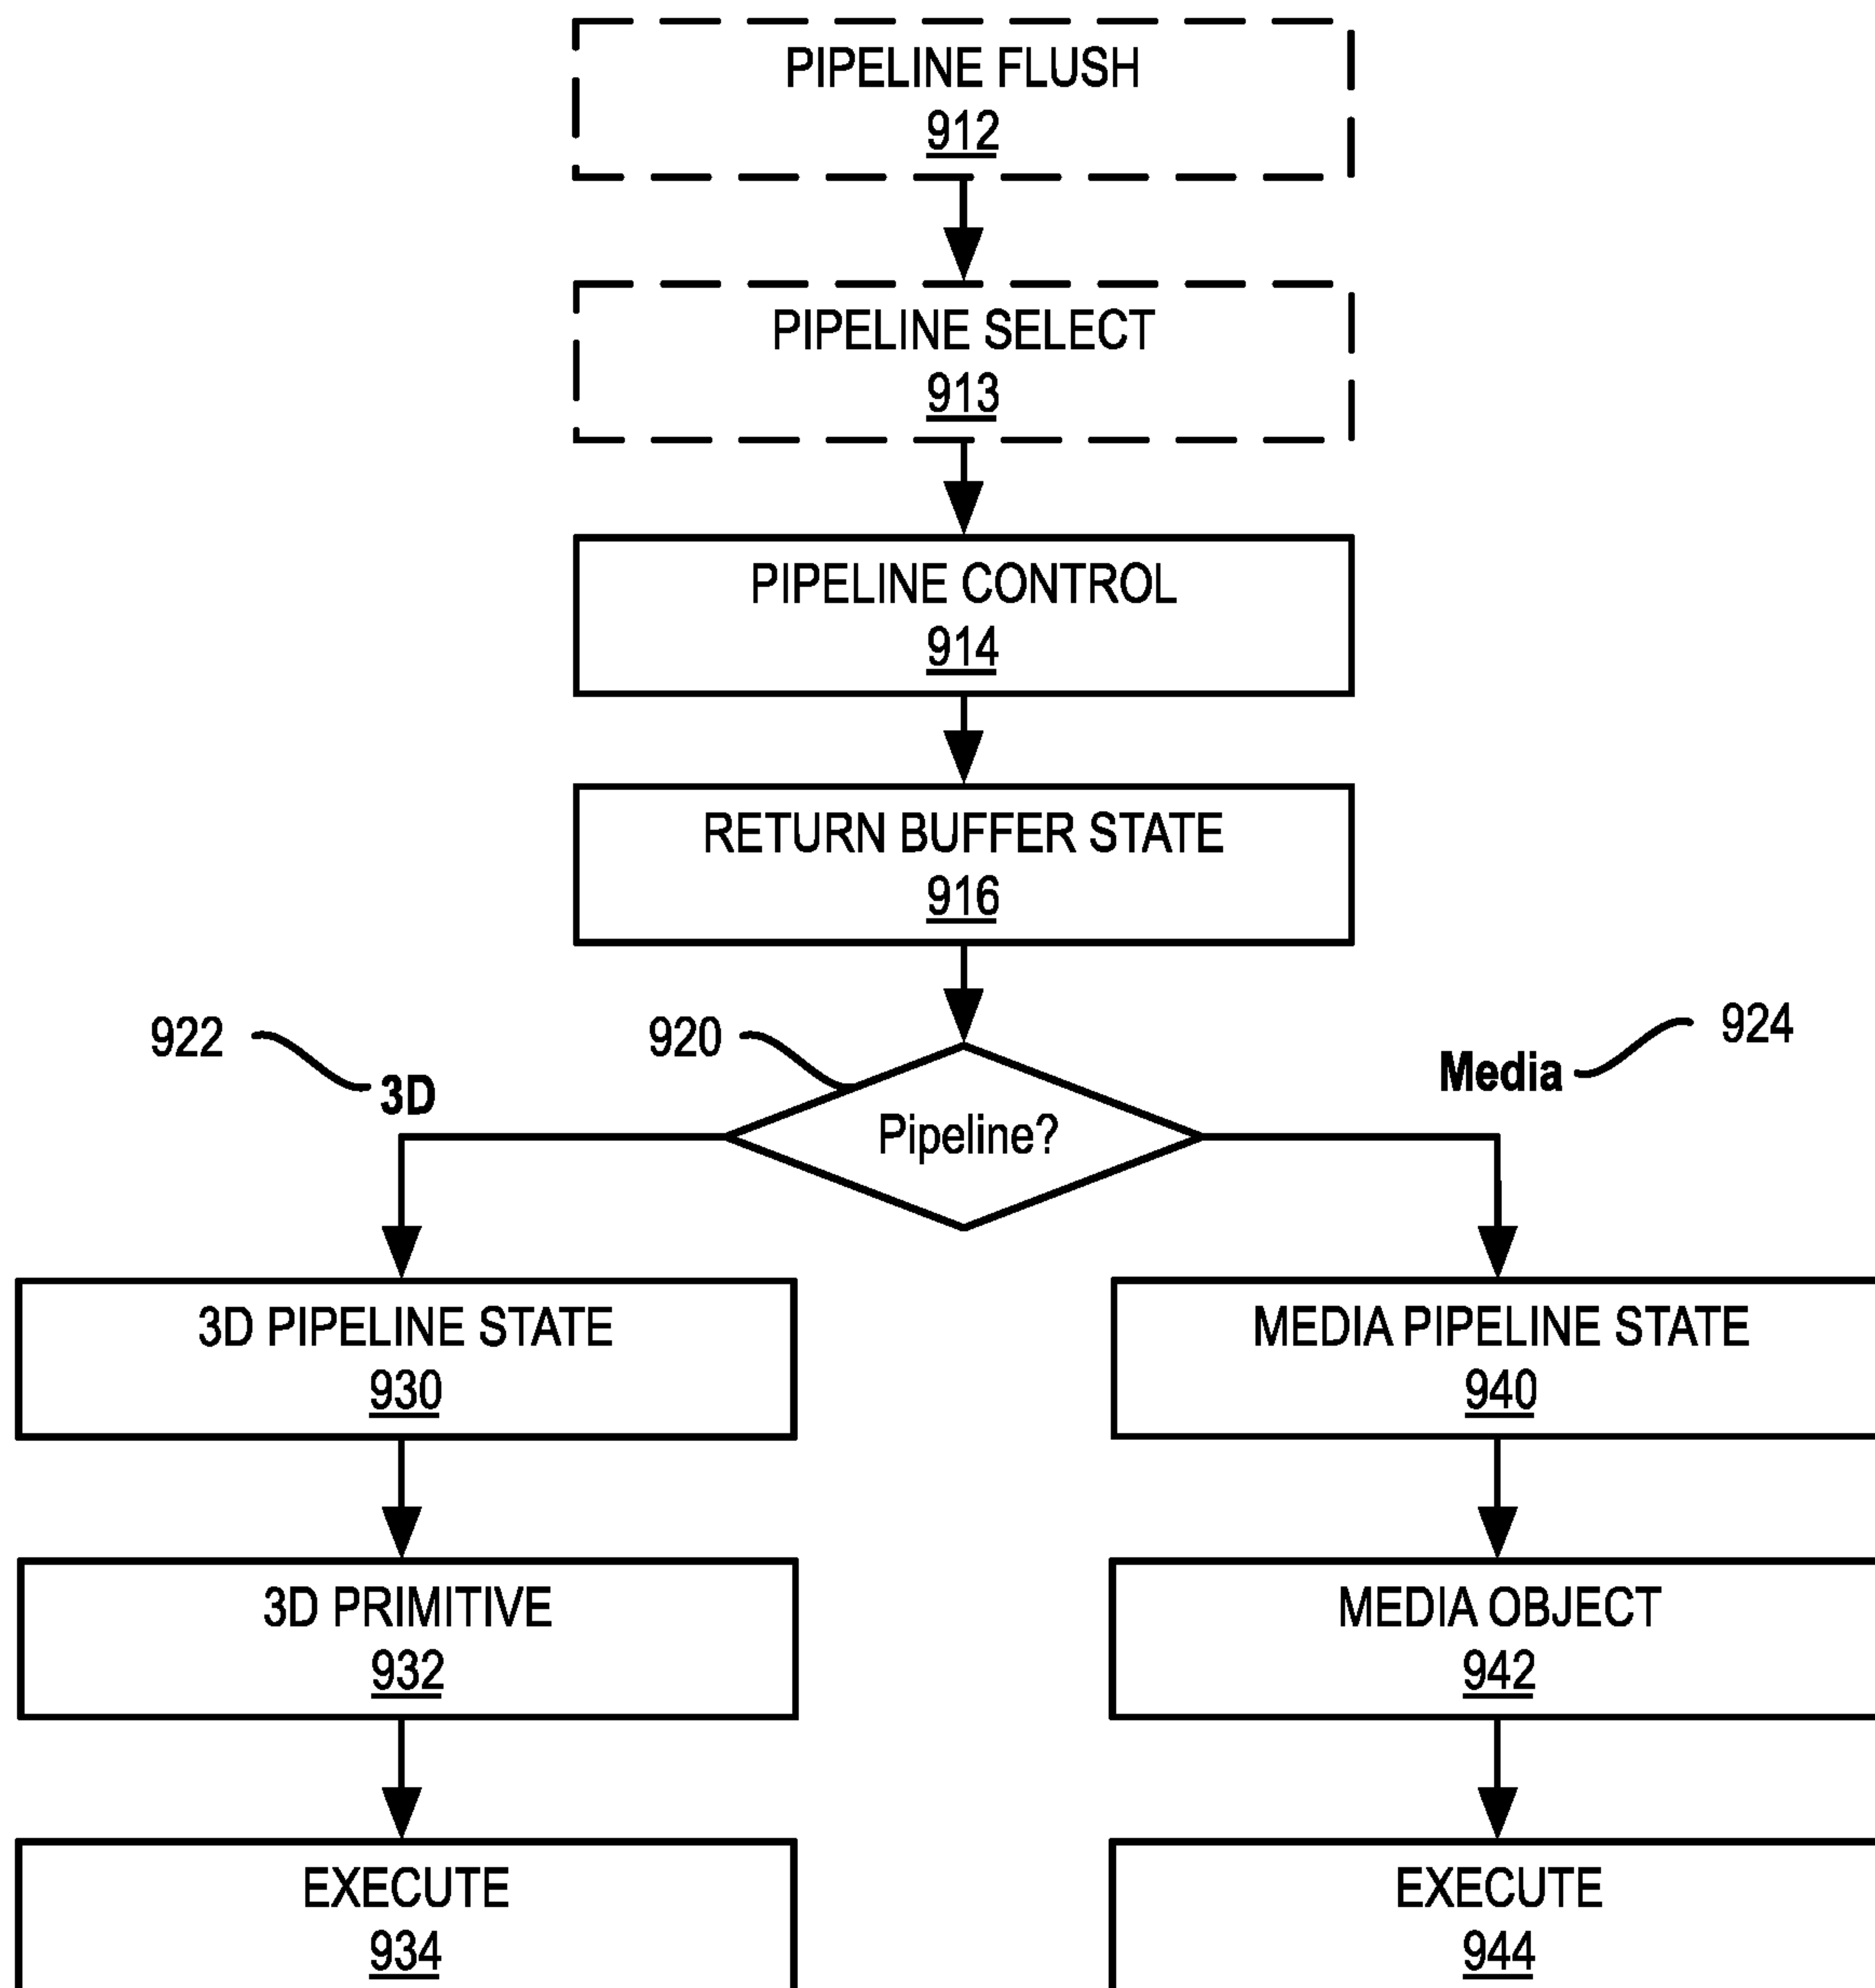 PIPELINE FLUSH
912
PIPELINE SELECT
913
PIPELINE CONTROL
914
RETURN BUFFER STATE
916
922
3D
920
Pipeline?
Media
924
3D PIPELINE STATE
930
MEDIA PIPELINE STATE
940
3D PRIMITIVE
932
MEDIA OBJECT
942
EXECUTE
934
EXECUTE
944